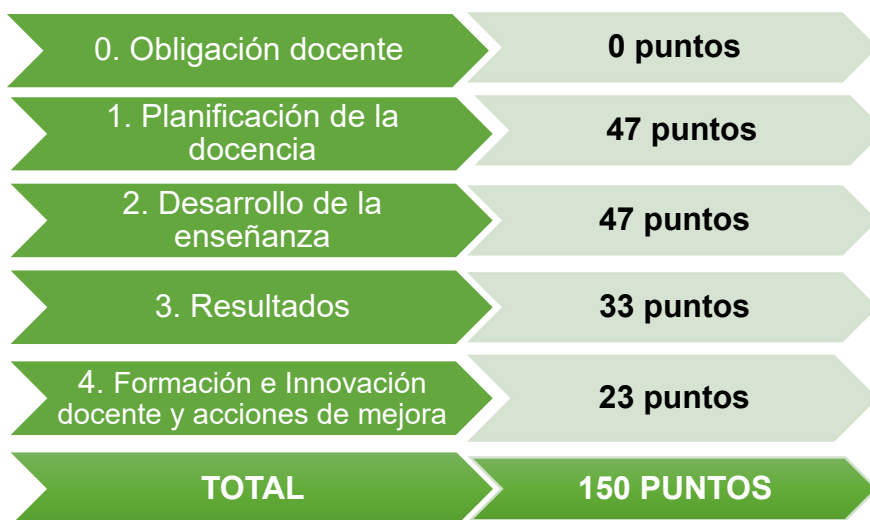 0. Obligación docente
0 puntos
1. Planificación de la
docencia
47 puntos
2. Desarrollo de la
enseñanza
47 puntos
3. Resultados
33 puntos
4. Formación e Innovación
docente y acciones de mejora
23 puntos
TOTAL
150 PUNTOS